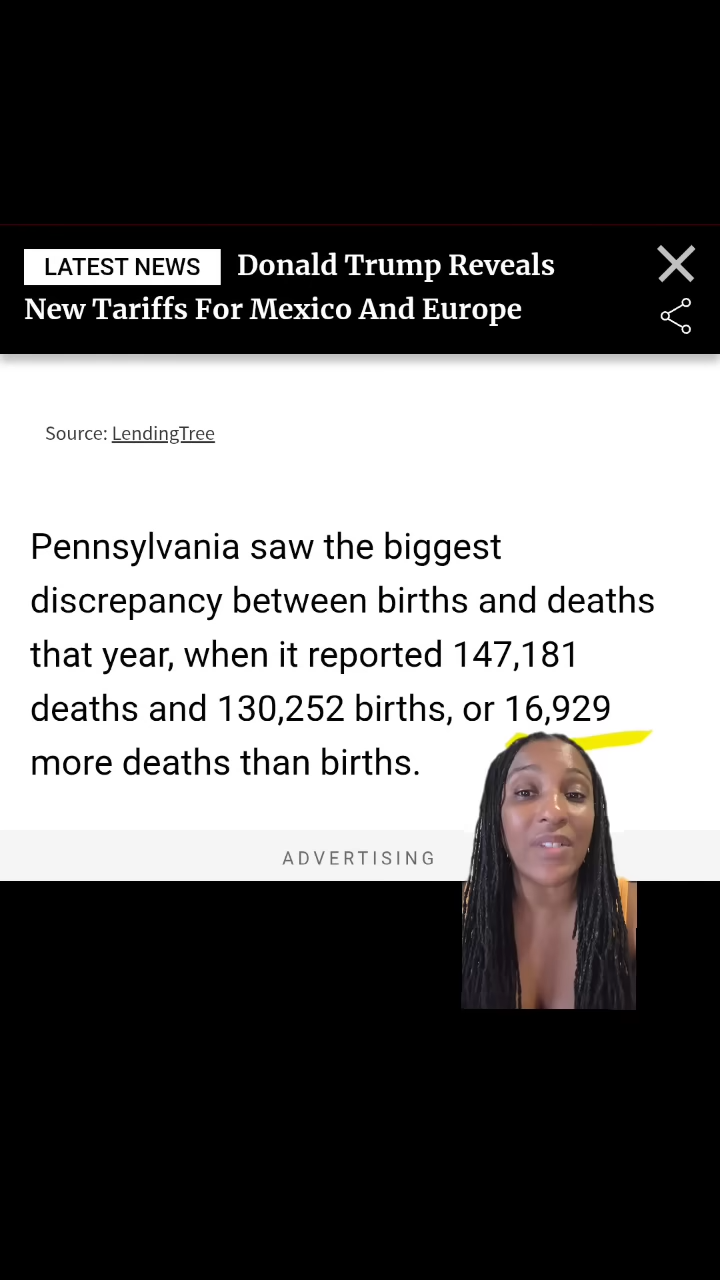 LATEST NEWS Donald Trump Reveals
New Tariffs For Mexico And Europe
Source: LendingTree
Pennsylvania saw the biggest
discrepancy between births and deaths
that year, when it reported 147,181
deaths and 130,252 births, or 16,929
more deaths than births.
ADVERTISING